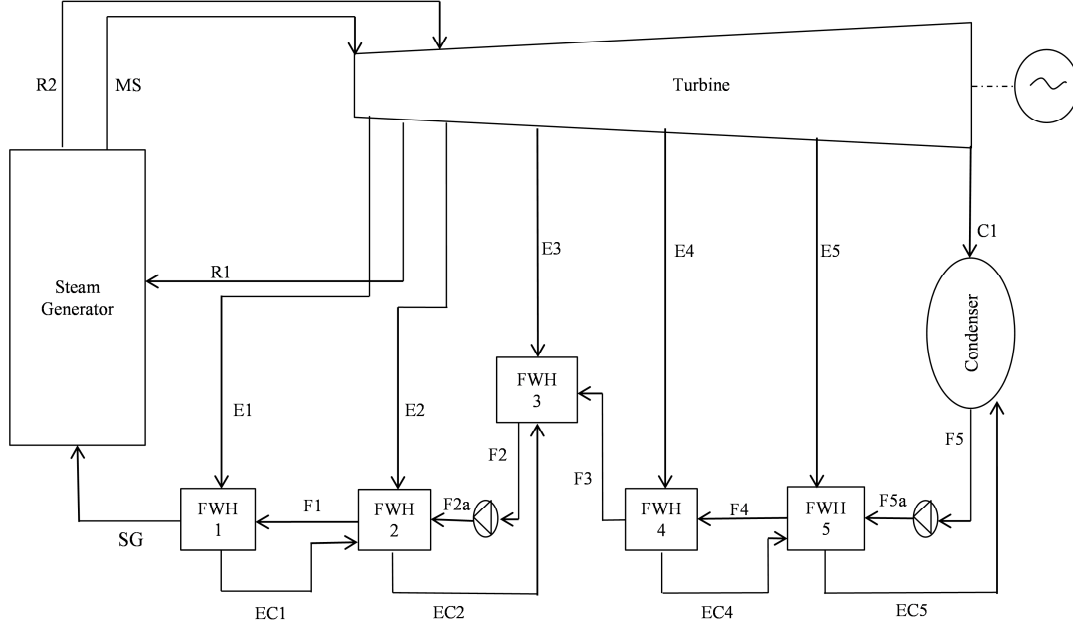 R2
MS
Turbine
C1
E3
E4
E5
R1
Steam
Generator
Condenser
FWH
3
E1
E2
F2
F3
F5
FWH
1
F1
FWH
2
F2a
FWH
4
F4
FWH
5
F5a
SG
EC1
EC2
EC4
EC5